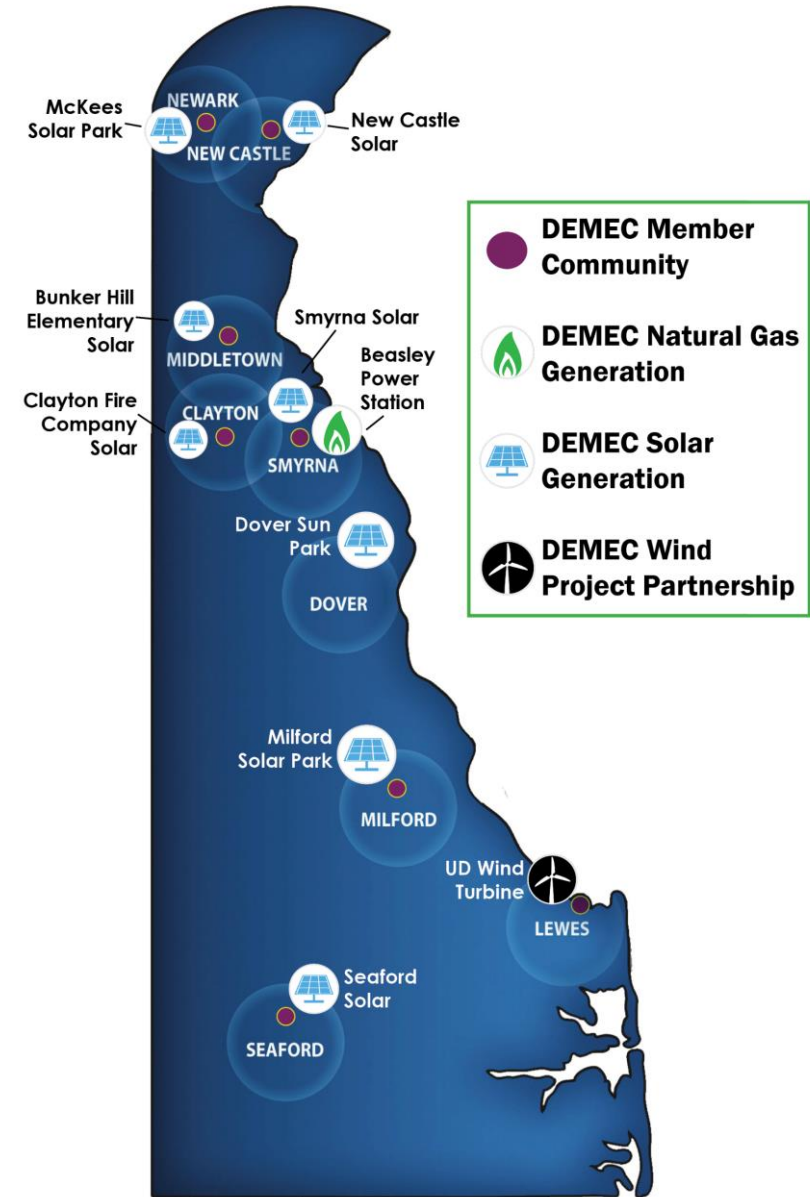 McKees
Solar Park
NEWARK
NEW CASTLE
New Castle
Solar
DEMEC Member
Community
DEMEC Natural Gas
Generation
DEMEC Solar
Generation
DEMEC Wind
Project Partnership
Bunker Hill
Elementary
Solar
MIDDLETOWN
Smyrna Solar
Beasley
Power
Station
Clayton Fire
Company
Solar
CLAYTON
SMYRNA
Dover Sun
Park
DOVER
Milford
Solar Park
MILFORD
UD Wind
Turbine
LEWES
Seaford
Solar
SEAFORD